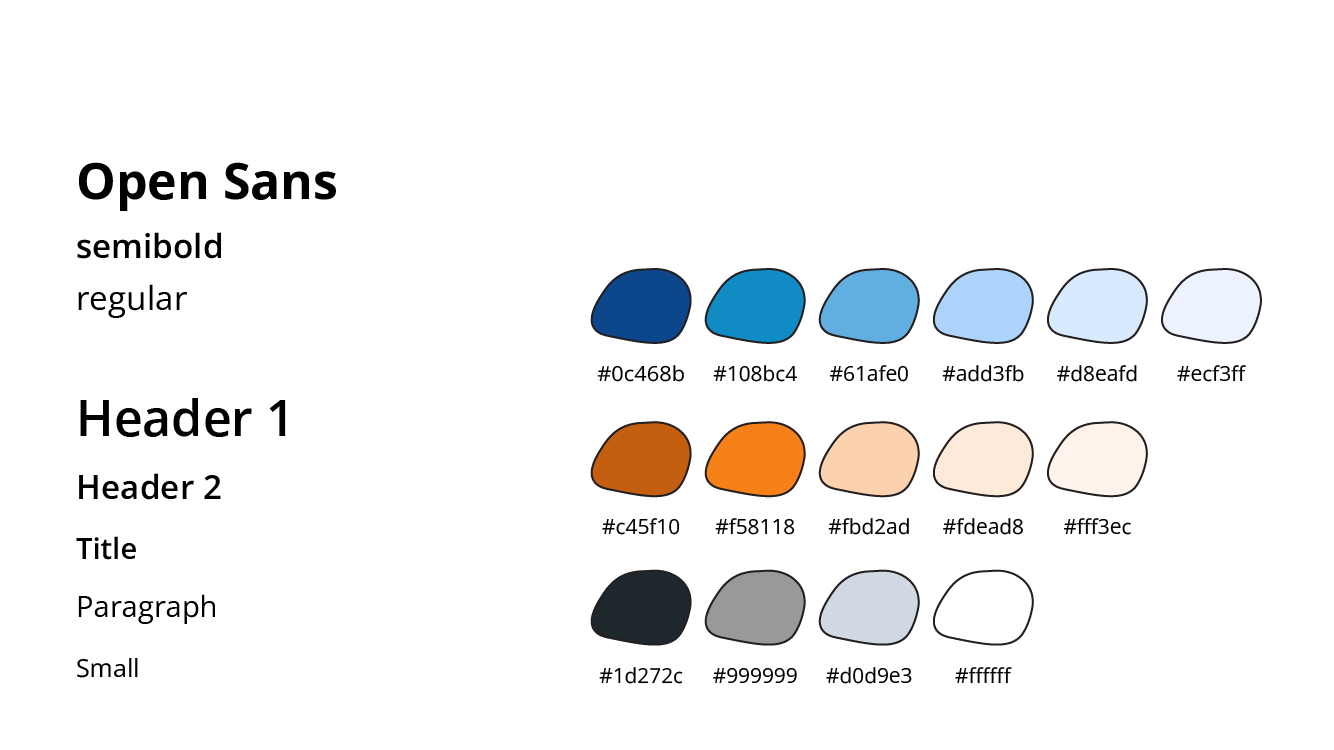 Open Sans
semibold
regular
Header 1
Header 2
Title
Paragraph
Small
#0c468b #108bc4 #61afe0 #add3fb #d8eafd #ecf3ff
#c45f10 #f58118 #fbd2ad #fdead8 #fff3ec
#1d272c #999999 #d0d9e3 #ffffff